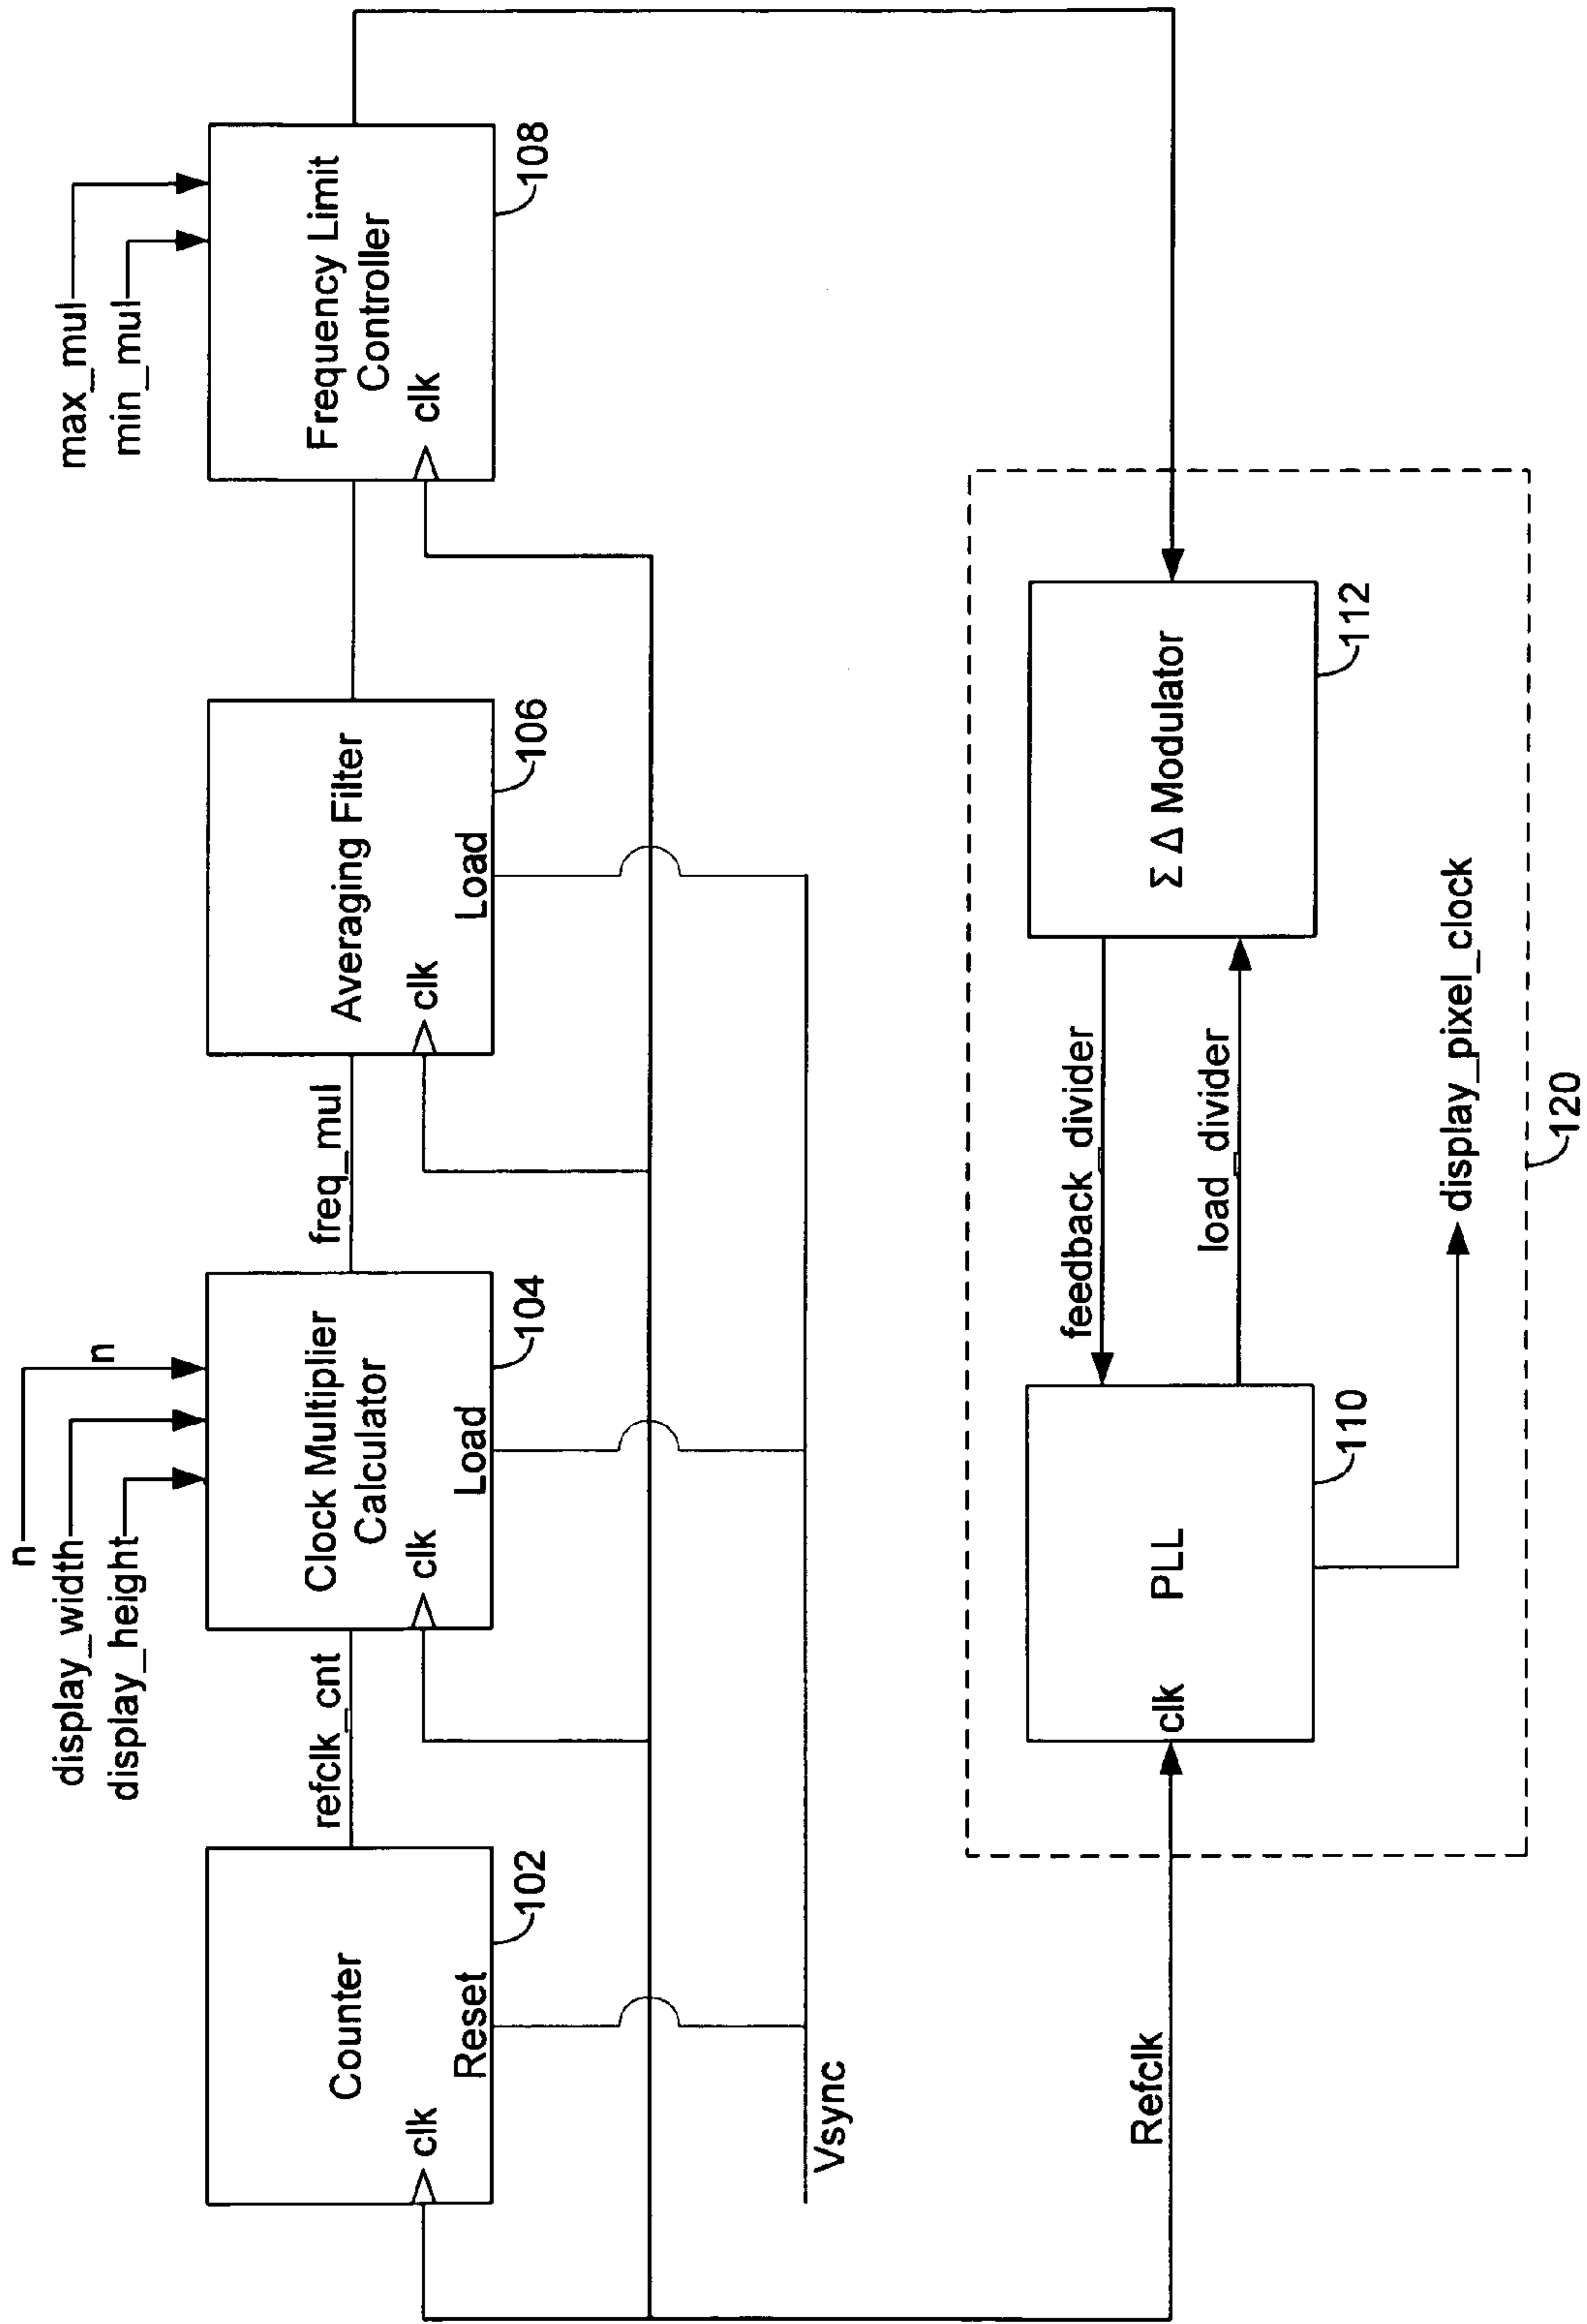 n
display_width
display_height
n
max_mul
min_mul
Counter
clk
Reset
102
refclk_cnt
Clock Multiplier
Calculator
clk
Load
104
freq_mul
Averaging Filter
clk
Load
106
Frequency Limit
Controller
clk
108
Vsync
Refclk
clk
PLL
110
feedback_divider
load_divider
Σ Δ Modulator
112
display_pixel_clock
120